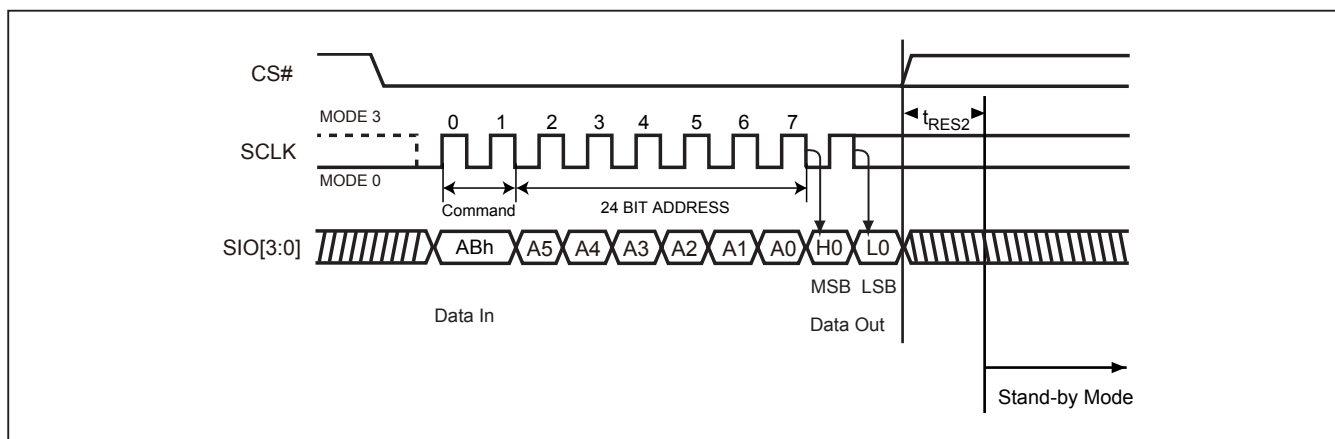 CS#
tRES2
MODE 3
0 1 2 3 4 5 6 7
SCLK
MODE 0
Command
24 BIT ADDRESS
SIO[3:0]
ABh A5 A4 A3 A2 A1 A0 H0 L0
MSB LSB
Data In
Data Out
Stand-by Mode